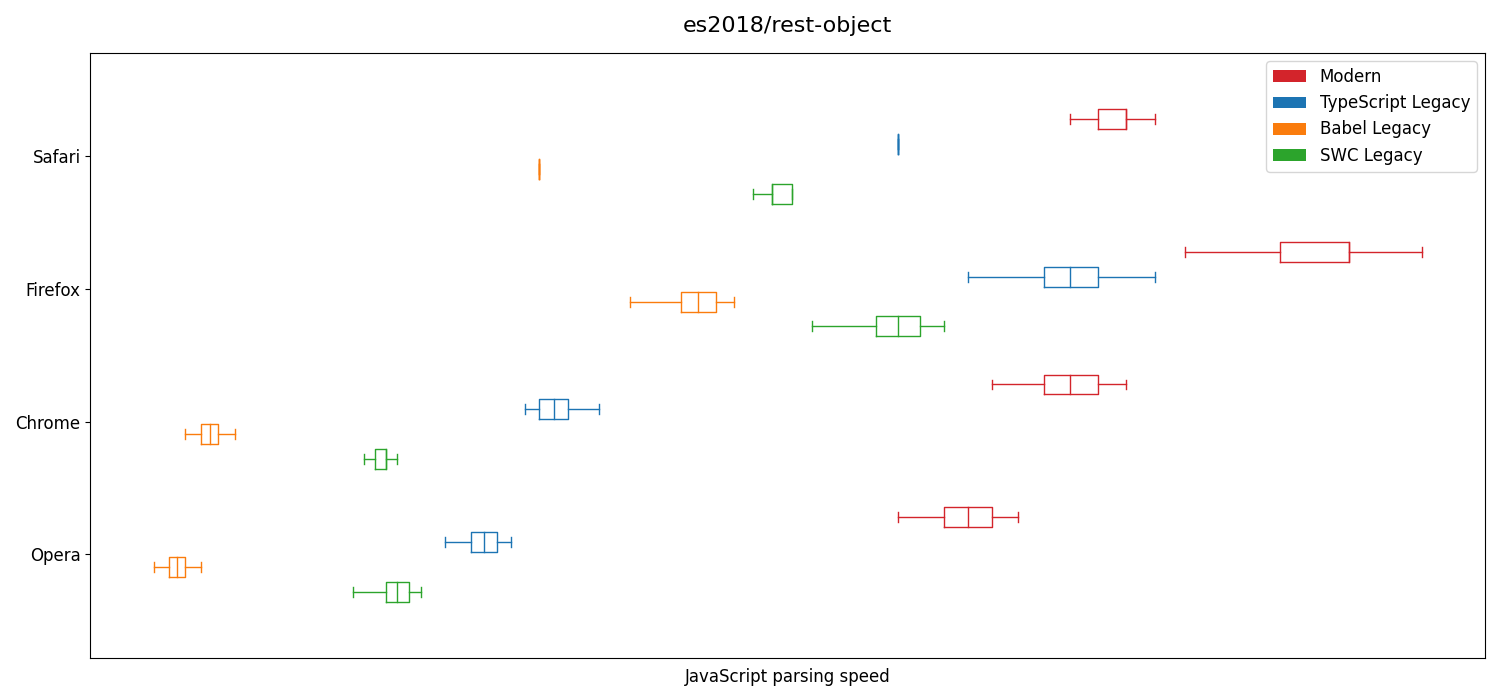 es2018/rest-object
Modern
TypeScript Legacy
Babel Legacy
SWC Legacy
Safari
Firefox
Chrome
Opera
JavaScript parsing speed